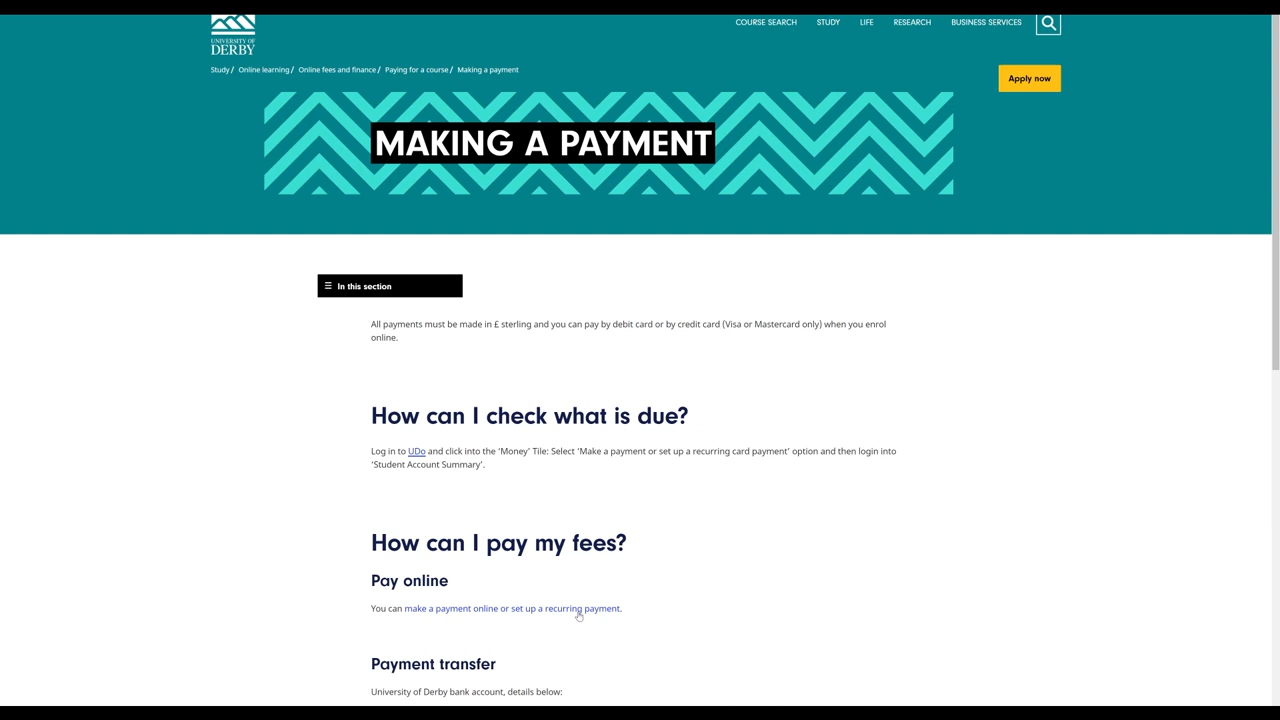 COURSE SEARCH STUDY LIFE RESEARCH BUSINESS SERVICES
UNIVERSITY OF
DERBY
Study / Online learning / Online fees and finance / Paying for a course / Making a payment
Apply now
MAKING A PAYMENT
☰ In this section
All payments must be made in £ sterling and you can pay by debit card or by credit card (Visa or Mastercard only) when you enrol
online.
How can I check what is due?
Log in to UDo and click into the ‘Money’ Tile: Select ‘Make a payment or set up a recurring card payment’ option and then login into
‘Student Account Summary’.
How can I pay my fees?
Pay online
You can make a payment online or set up a recurring payment.
Payment transfer
University of Derby bank account, details below: